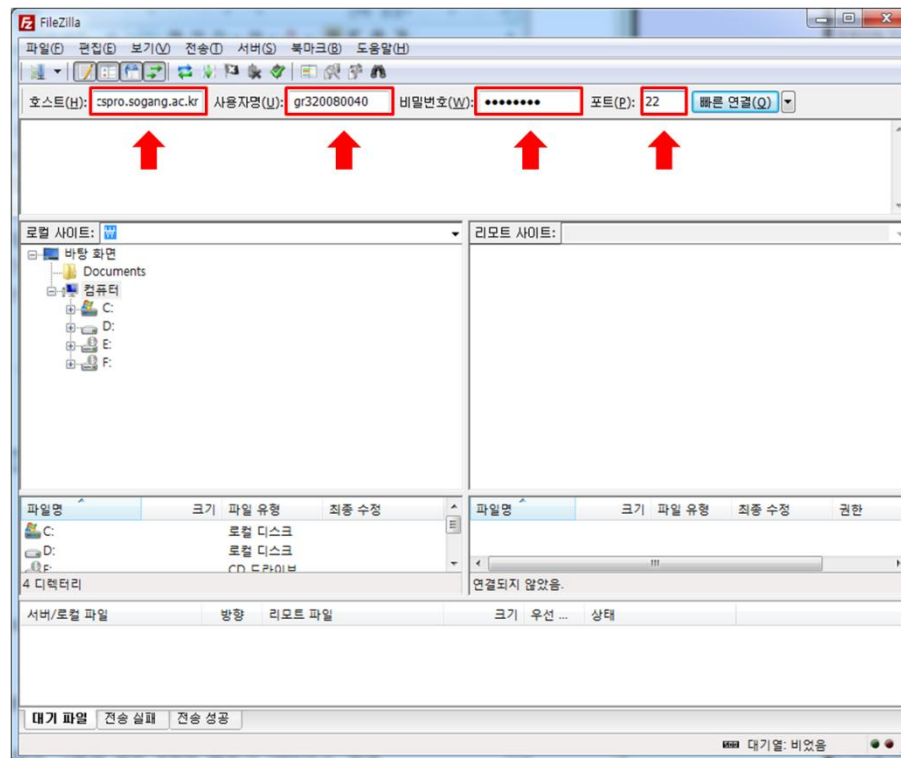 FileZilla
파일(F) 편집(E) 보기(V) 전송(T) 서버(S) 북마크(B) 도움말(H)
호스트(H): cspro.sogang.ac.kr 사용자명(U): gr320080040 비밀번호(W): ●●●●●●●● 포트(P): 22 빠른 연결(Q)
로컬 사이트: ₩
리모트 사이트:
바탕 화면
Documents
컴퓨터
C:
D:
E:
F:
파일명 크기 파일 유형 최종 수정
C: 로컬 디스크
D: 로컬 디스크
E: CD 드라이브
4 디렉터리
파일명 크기 파일 유형 최종 수정 권한
연결되지 않았음.
서버/로컬 파일 방향 리모트 파일 크기 우선 ... 상태
대기 파일 전송 실패 전송 성공
대기열: 비었음